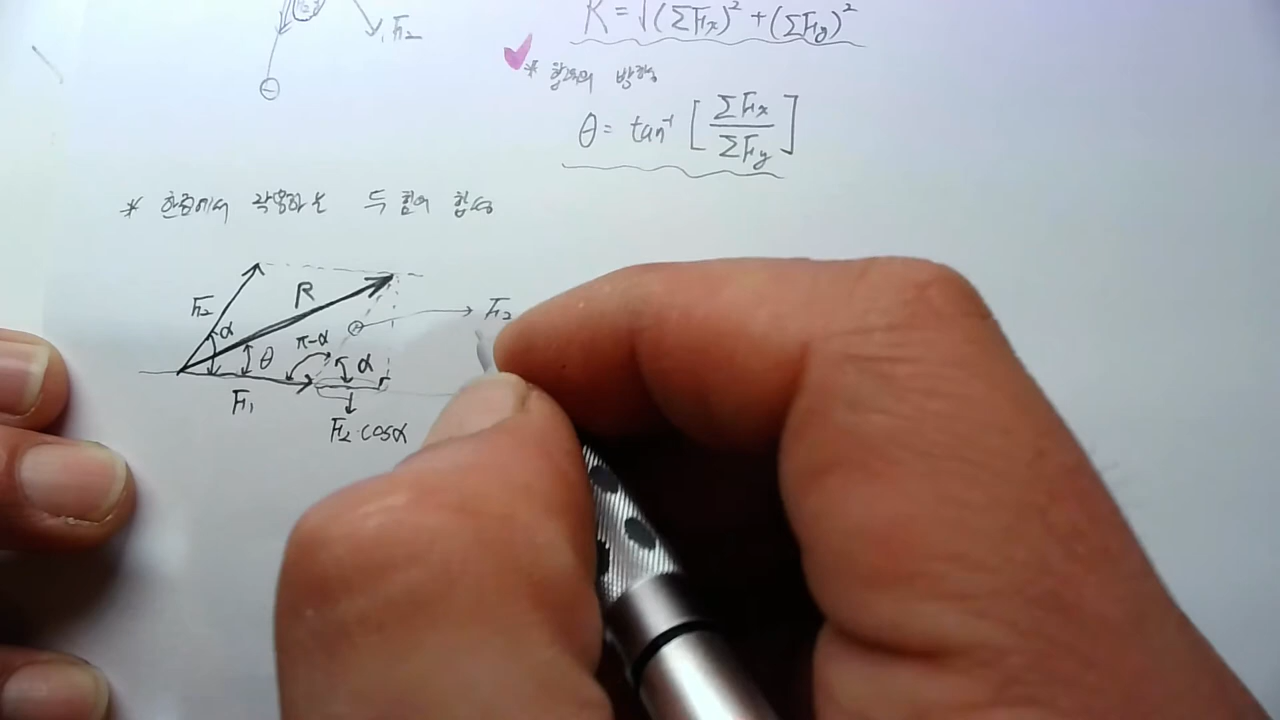 F₂
R = √(ΣFx)² + (ΣFy)²
* 합력의 방향
θ = tan⁻¹ [ΣFx / ΣFy]
* 한점에서 작용하는 두 힘의 합성
F₂ R F₂
α θ π-α α
F₁
F₂·cosα